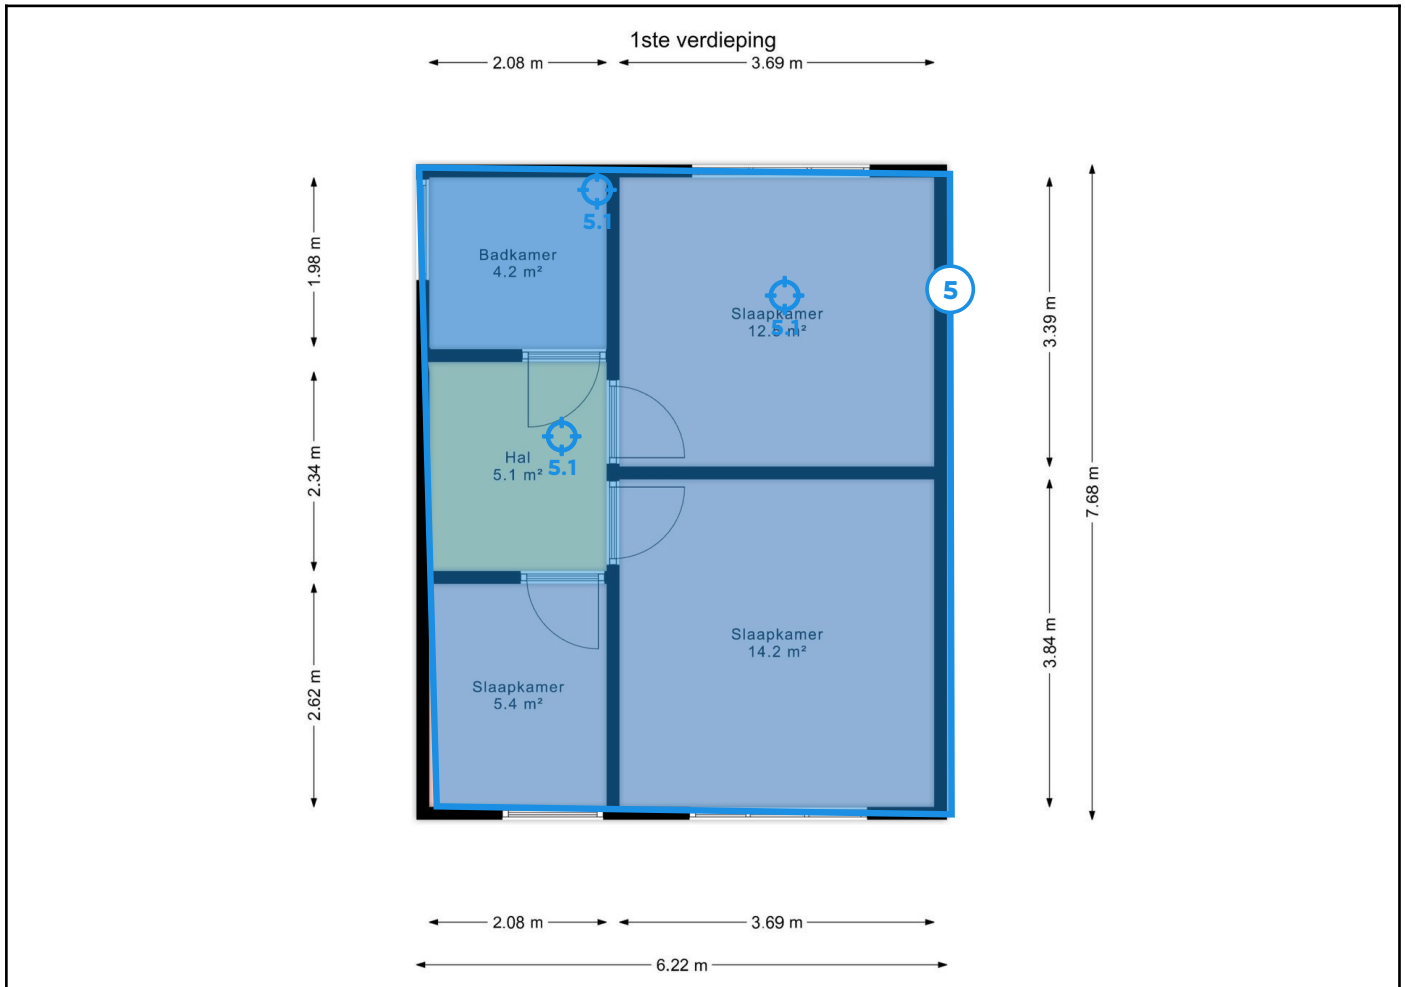 1ste verdieping
2.08 m
3.69 m
5.1
Badkamer
4.2 m²
1.98 m
5
Slaapkamer
5.1
3.39 m
Hal
5.1 m²
5.1
2.34 m
7.68 m
Slaapkamer
14.2 m²
3.84 m
Slaapkamer
5.4 m²
2.62 m
2.08 m
3.69 m
6.22 m